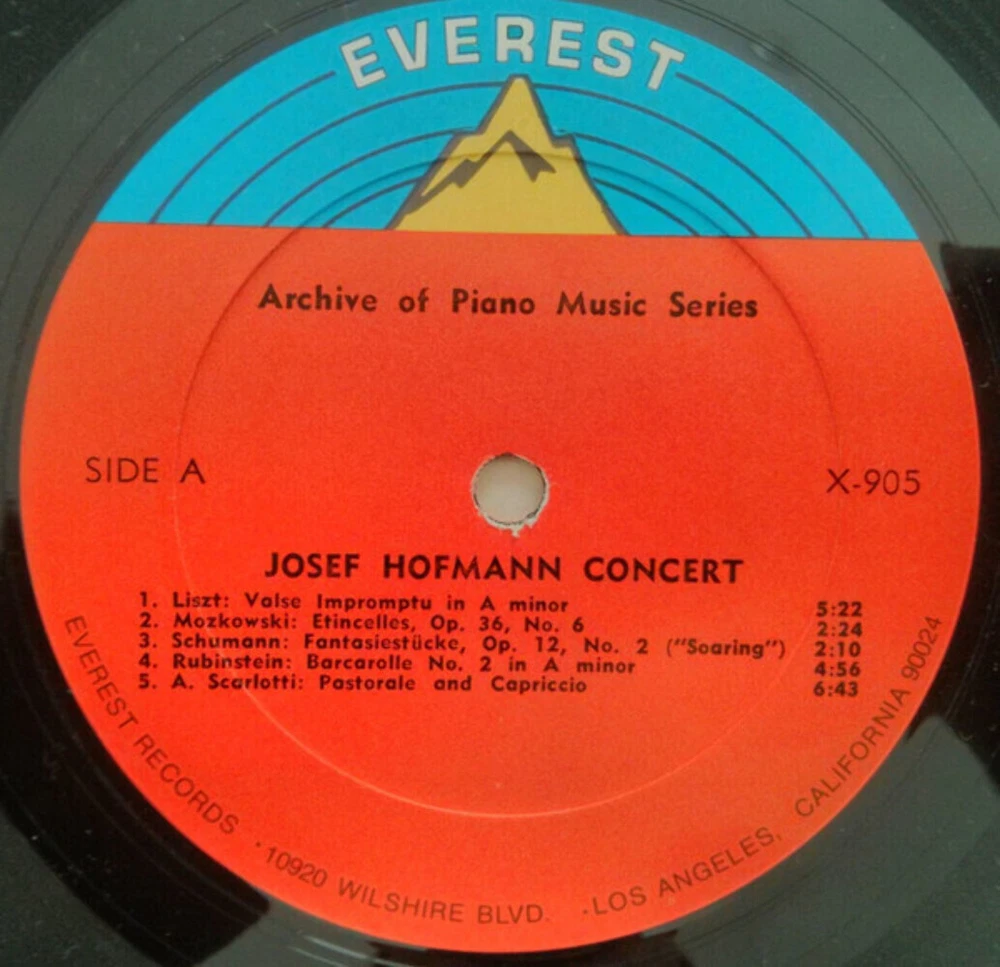 EVEREST
Archive of Piano Music Series
SIDE A
X-905
JOSEF HOFMANN CONCERT
1. Liszt: Valse Impromptu in A minor 5:22
2. Mozkowski: Etincelles, Op. 36, No. 6 2:24
3. Schumann: Fantasiestücke, Op. 12, No. 2 ("Soaring") 2:10
4. Rubinstein: Barcarolle No. 2 in A minor 4:56
5. A. Scarlotti: Pastorale and Capriccio 6:43
EVEREST RECORDS · 10920 WILSHIRE BLVD. · LOS ANGELES, CALIFORNIA 90024